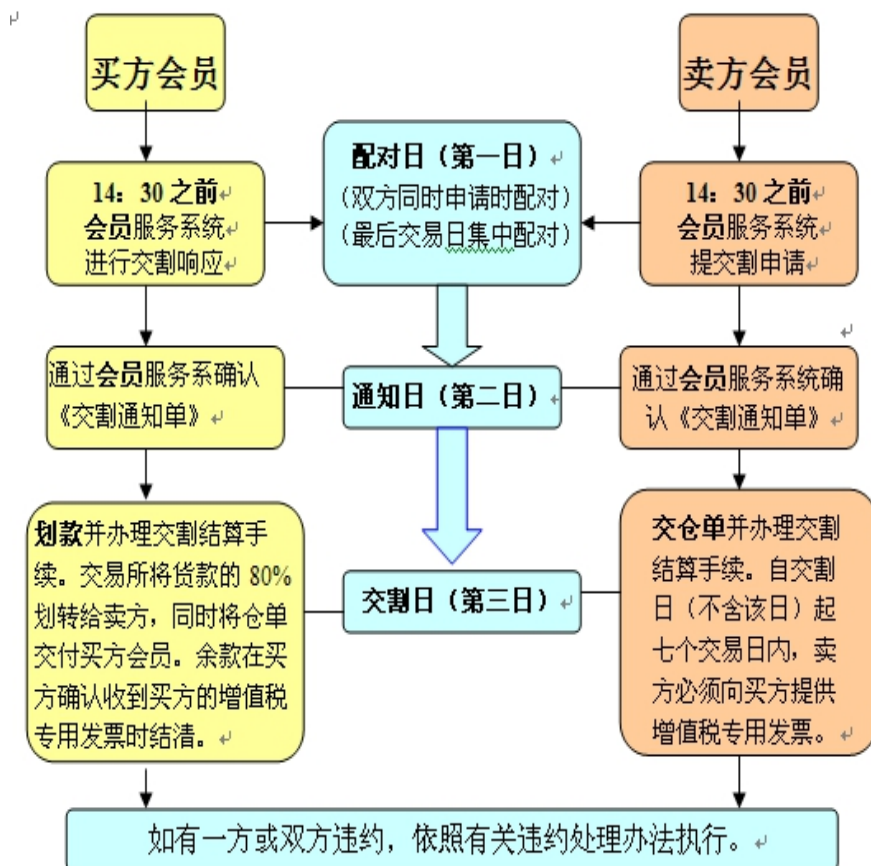 买方会员
卖方会员
14：30 之前
会员服务系统
进行交割响应
配对日（第一日）
（双方同时申请时配对）
（最后交易日集中配对）
14：30 之前
会员服务系统
提交割申请
通过会员服务系确认
《交割通知单》
通知日（第二日）
通过会员服务系统确
认《交割通知单》
划款并办理交割结算手
续。交易所将货款的 80%
划转给卖方，同时将仓单
交付买方会员。余款在买
方确认收到买方的增值税
专用发票时结清。
交割日（第三日）
交仓单并办理交割
结算手续。自交割
日（不含该日）起
七个交易日内，卖
方必须向买方提供
增值税专用发票。
如有一方或双方违约，依照有关违约处理办法执行。